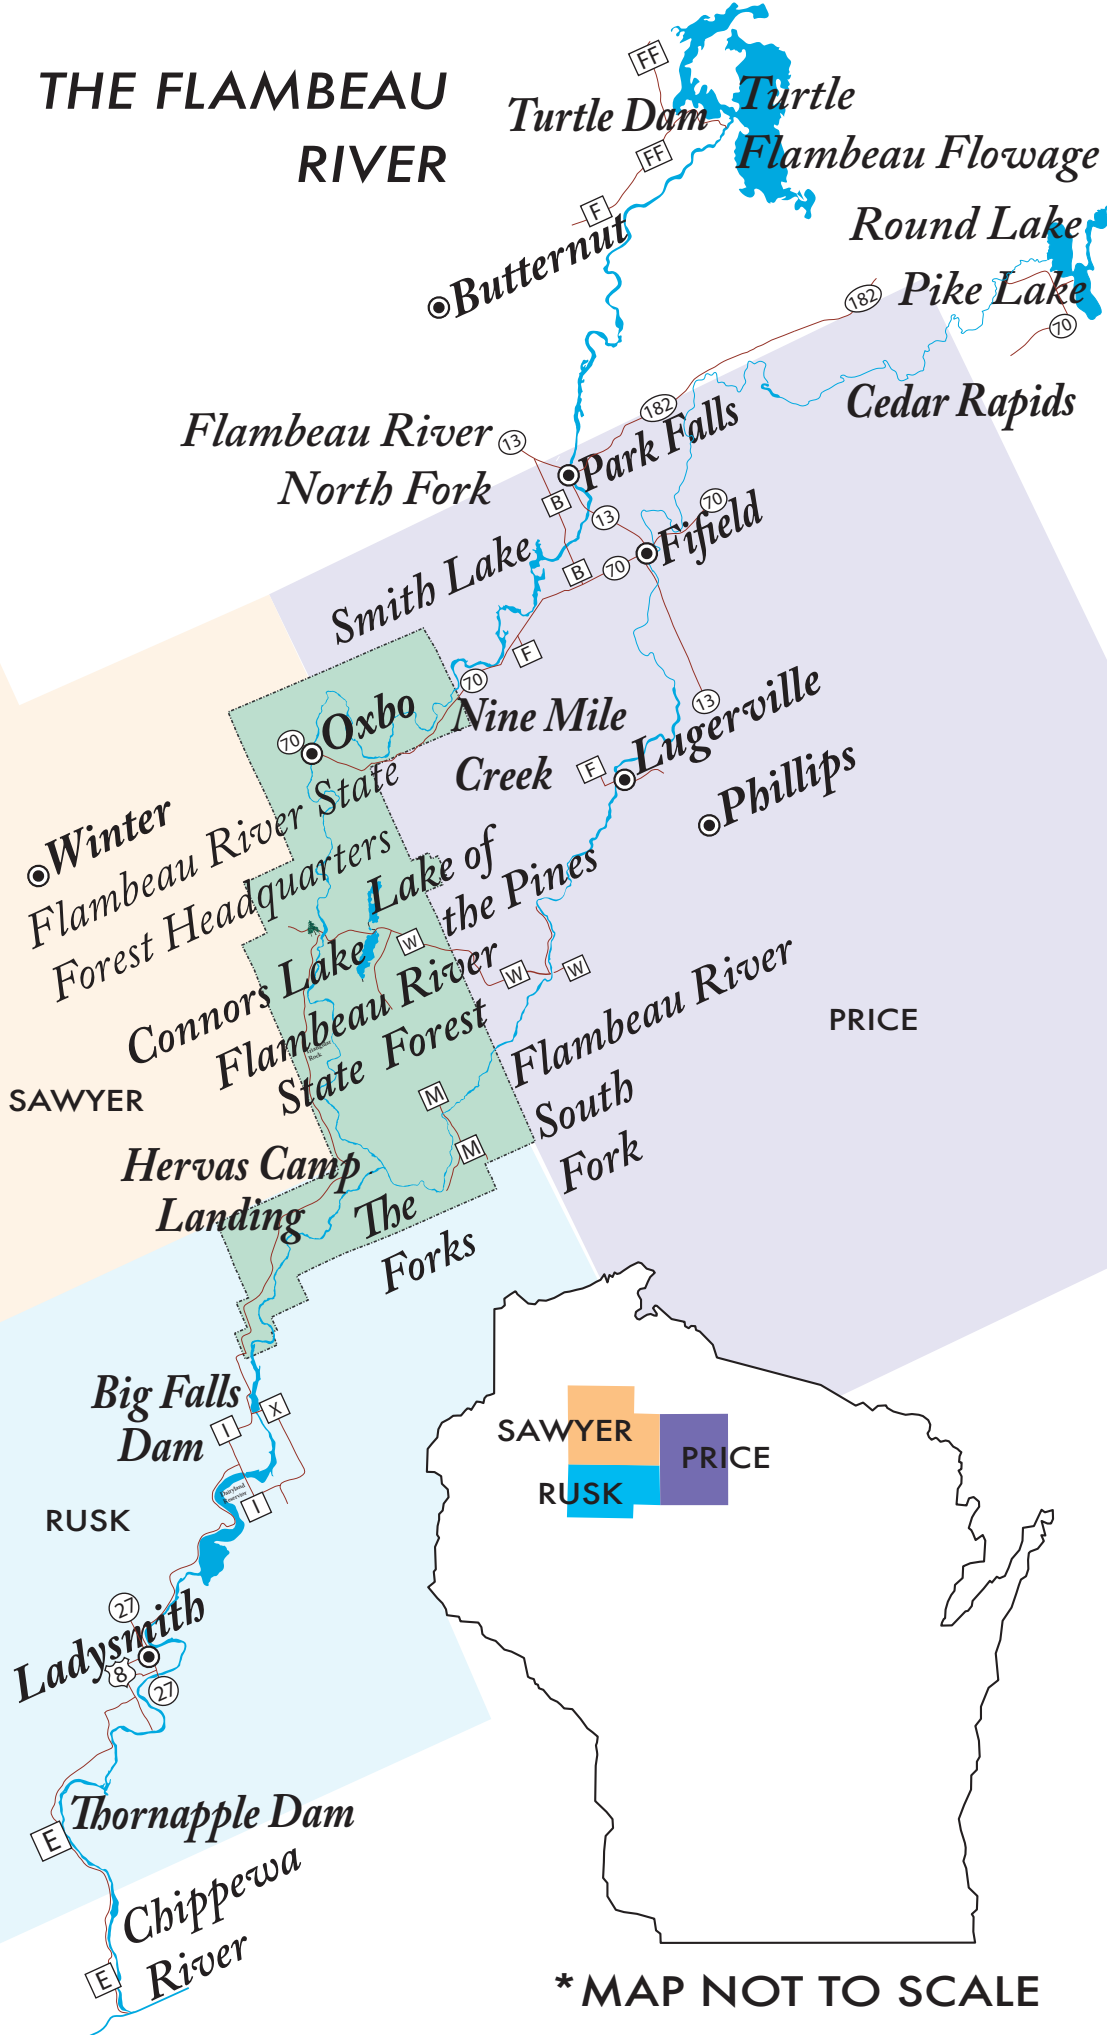 THE FLAMBEAU
RIVER
FF
Turtle Dam
Turtle
FF
Flambeau Flowage
F
Butternut
Round Lake
182
Pike Lake
70
182
Cedar Rapids
Flambeau River
North Fork
13
Park Falls
B
13
70
Fifield
Smith Lake
B
70
F
70
13
Oxbo
70
Nine Mile
Creek
F
Lugerville
Phillips
Winter
Flambeau River State
Forest Headquarters
Lake of
the Pines
W
W
W
Connors Lake
Flambeau River
State Forest
Flambeau River
South
Fork
PRICE
SAWYER
Rock
M
M
Hervas Camp
Landing
The
Forks
Big Falls
Dam
X
I
I
Dairyland
Reservior
RUSK
SAWYER
PRICE
RUSK
27
Ladysmith
8
27
Thornapple Dam
E
Chippewa
River
E
*MAP NOT TO SCALE